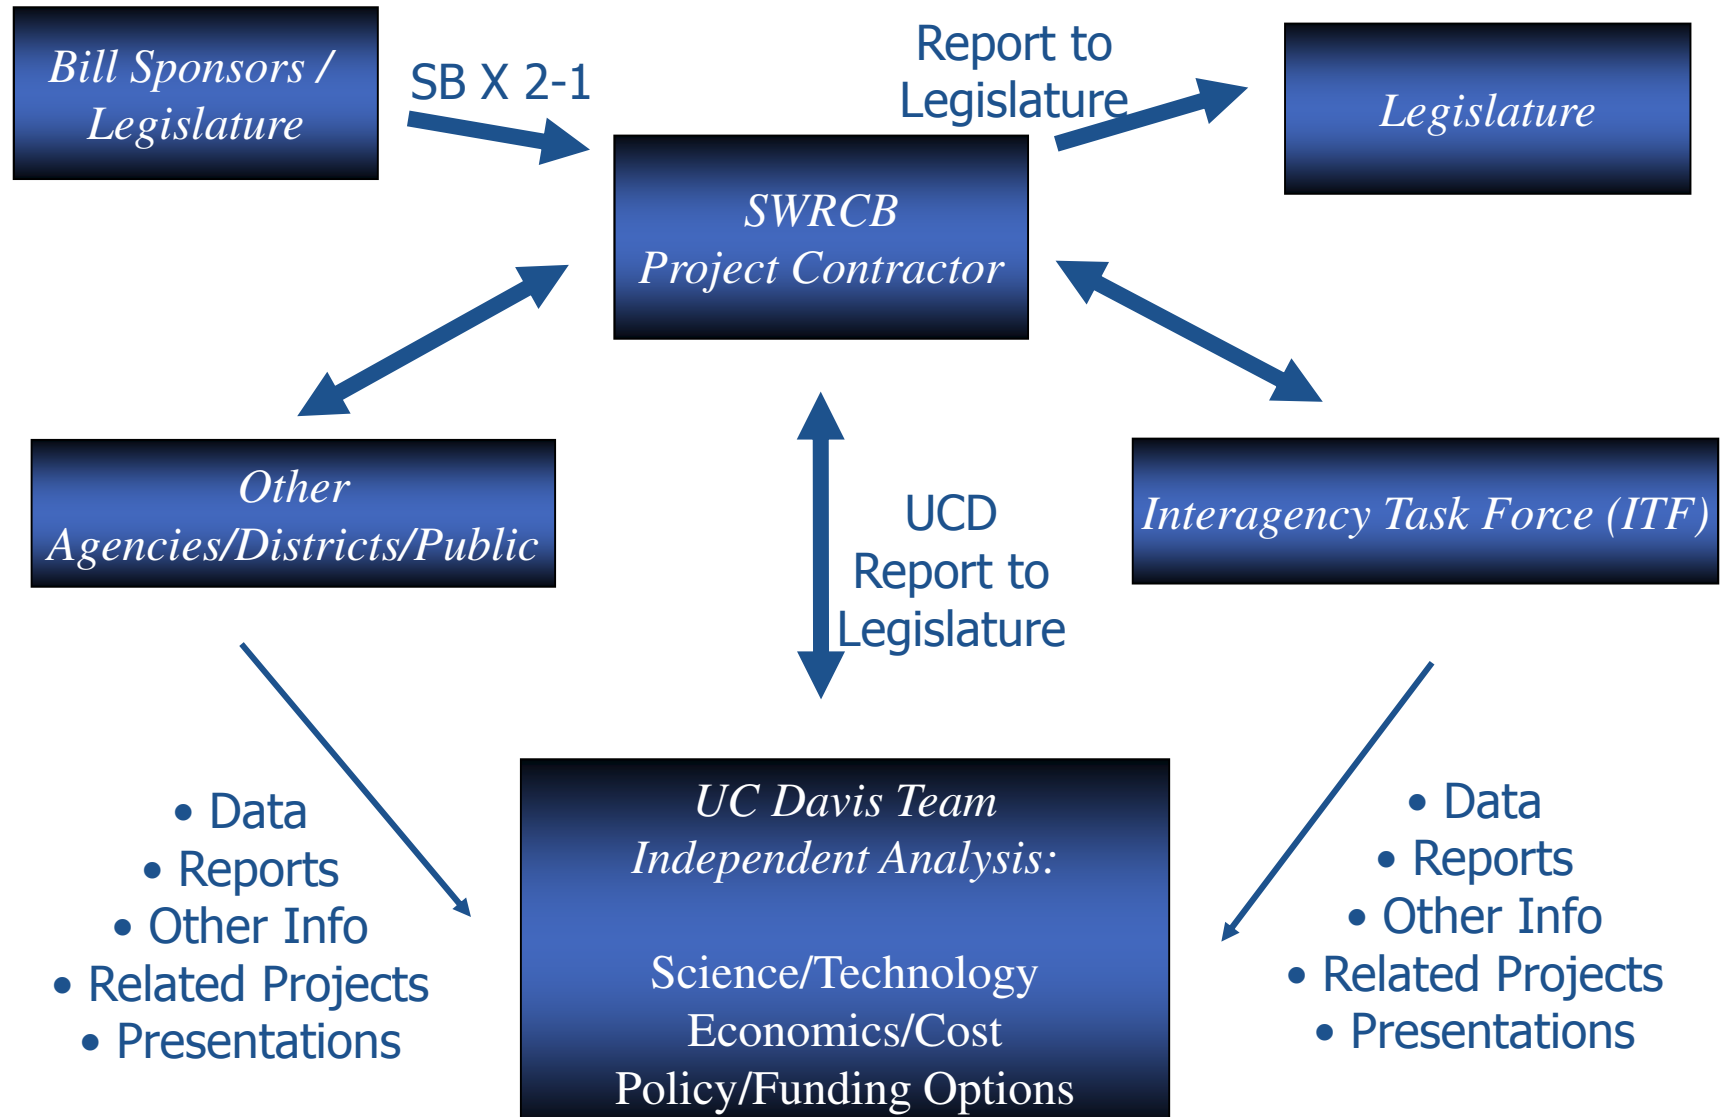 Bill Sponsors /
Legislature
SB X 2-1
Report to
Legislature
Legislature
SWRCB
Project Contractor
Other
Agencies/Districts/Public
UCD
Report to
Legislature
Interagency Task Force (ITF)
• Data
• Reports
• Other Info
• Related Projects
• Presentations
UC Davis Team
Independent Analysis:
Science/Technology
Economics/Cost
Policy/Funding Options
• Data
• Reports
• Other Info
• Related Projects
• Presentations